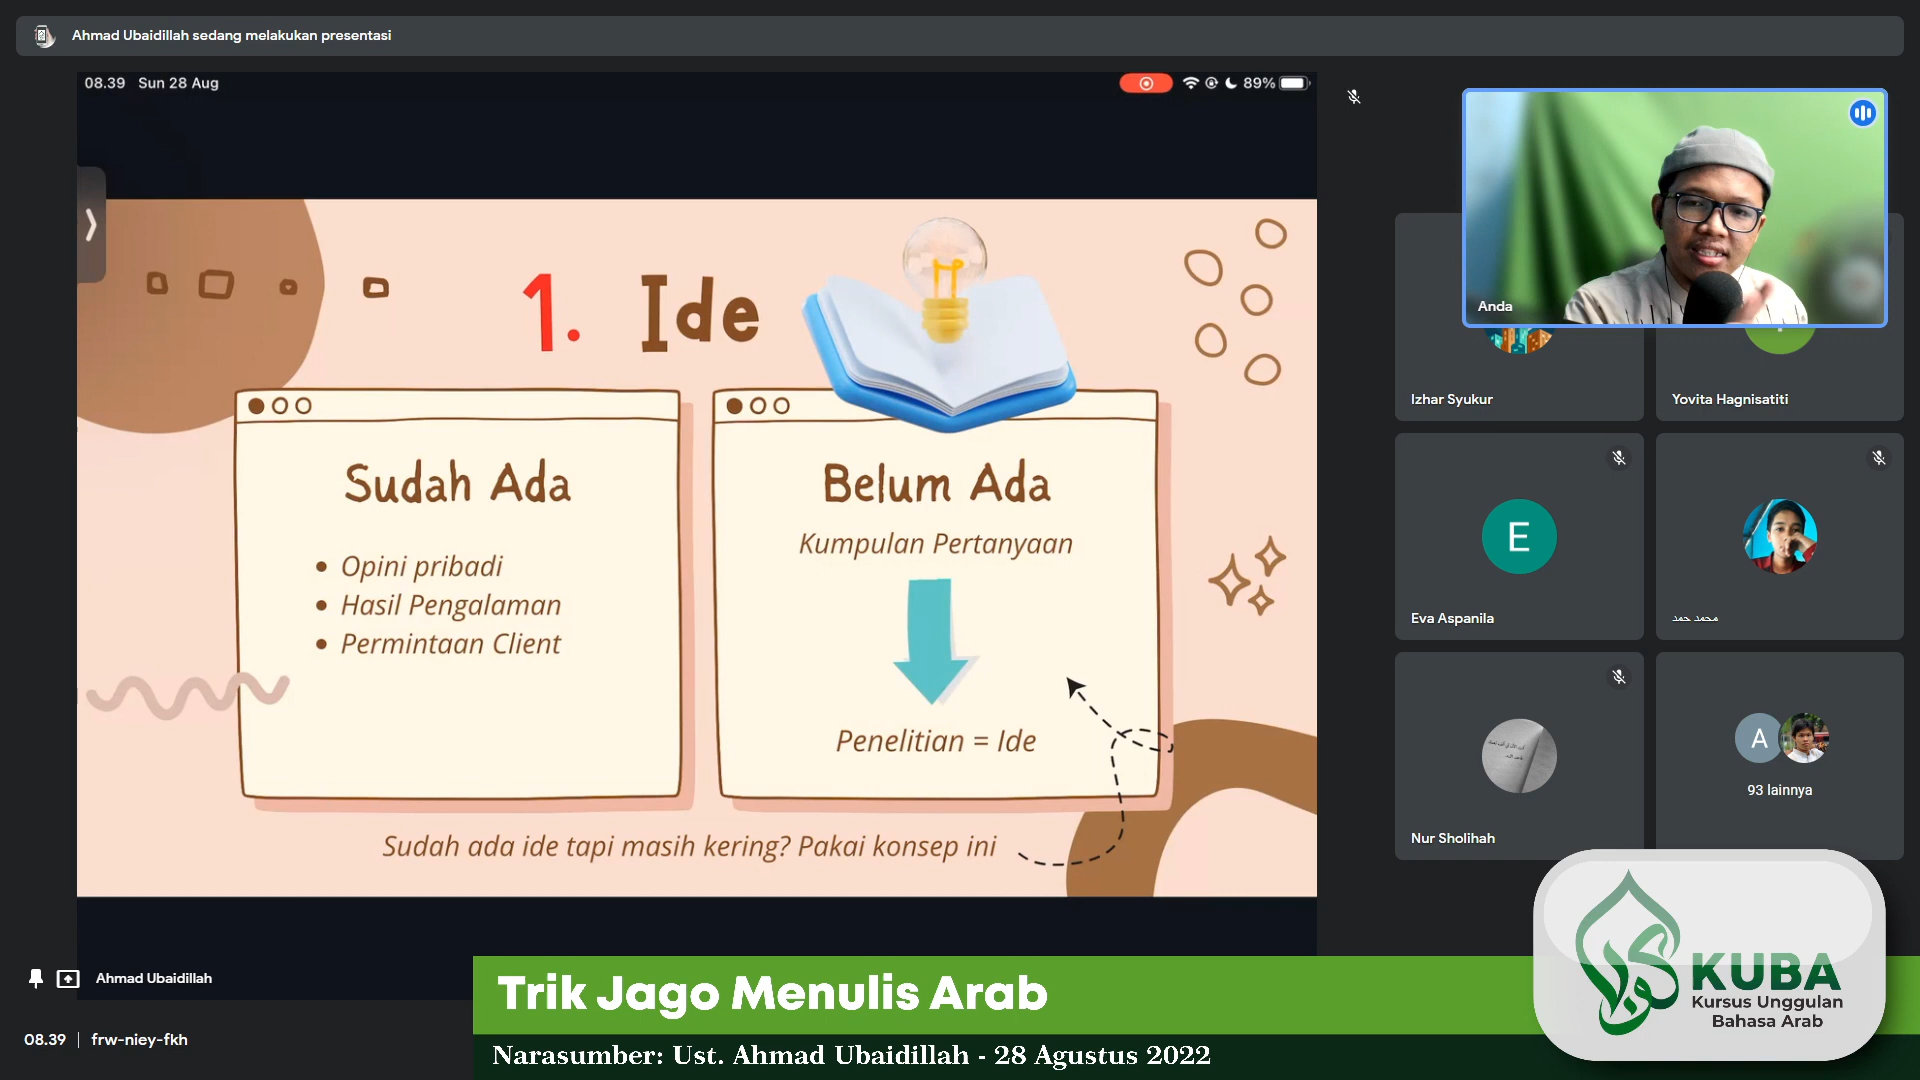 Ahmad Ubaidillah sedang melakukan presentasi
08.39 Sun 28 Aug
89%
1. Ide
Sudah Ada
Opini pribadi
Hasil Pengalaman
Permintaan Client
Belum Ada
Kumpulan Pertanyaan
Penelitian = Ide
Sudah ada ide tapi masih kering? Pakai konsep ini
Anda
Izhar Syukur
Yovita Hagnisatiti
E
Eva Aspanila
محمد حمد
Nur Sholihah
A
93 lainnya
Ahmad Ubaidillah
08.39 | frw-niey-fkh
Trik Jago Menulis Arab
Narasumber: Ust. Ahmad Ubaidillah - 28 Agustus 2022
KUBA
Kursus Unggulan
Bahasa Arab